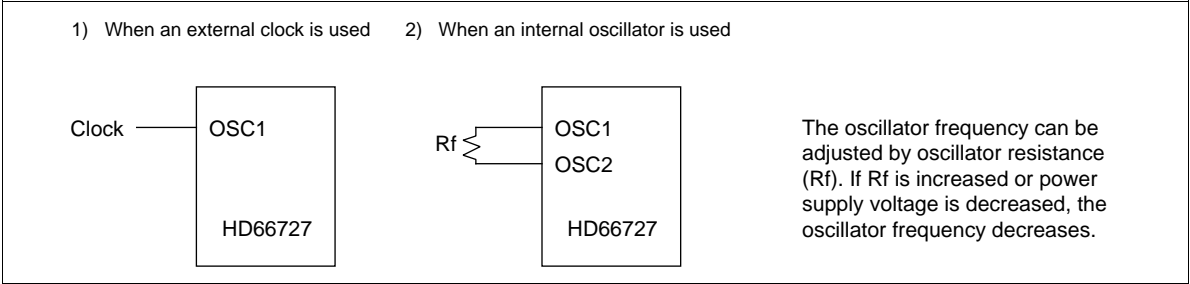 1) When an external clock is used
2) When an internal oscillator is used
Clock
OSC1
HD66727
Rf
OSC1
OSC2
HD66727
The oscillator frequency can be
adjusted by oscillator resistance
(Rf). If Rf is increased or power
supply voltage is decreased, the
oscillator frequency decreases.